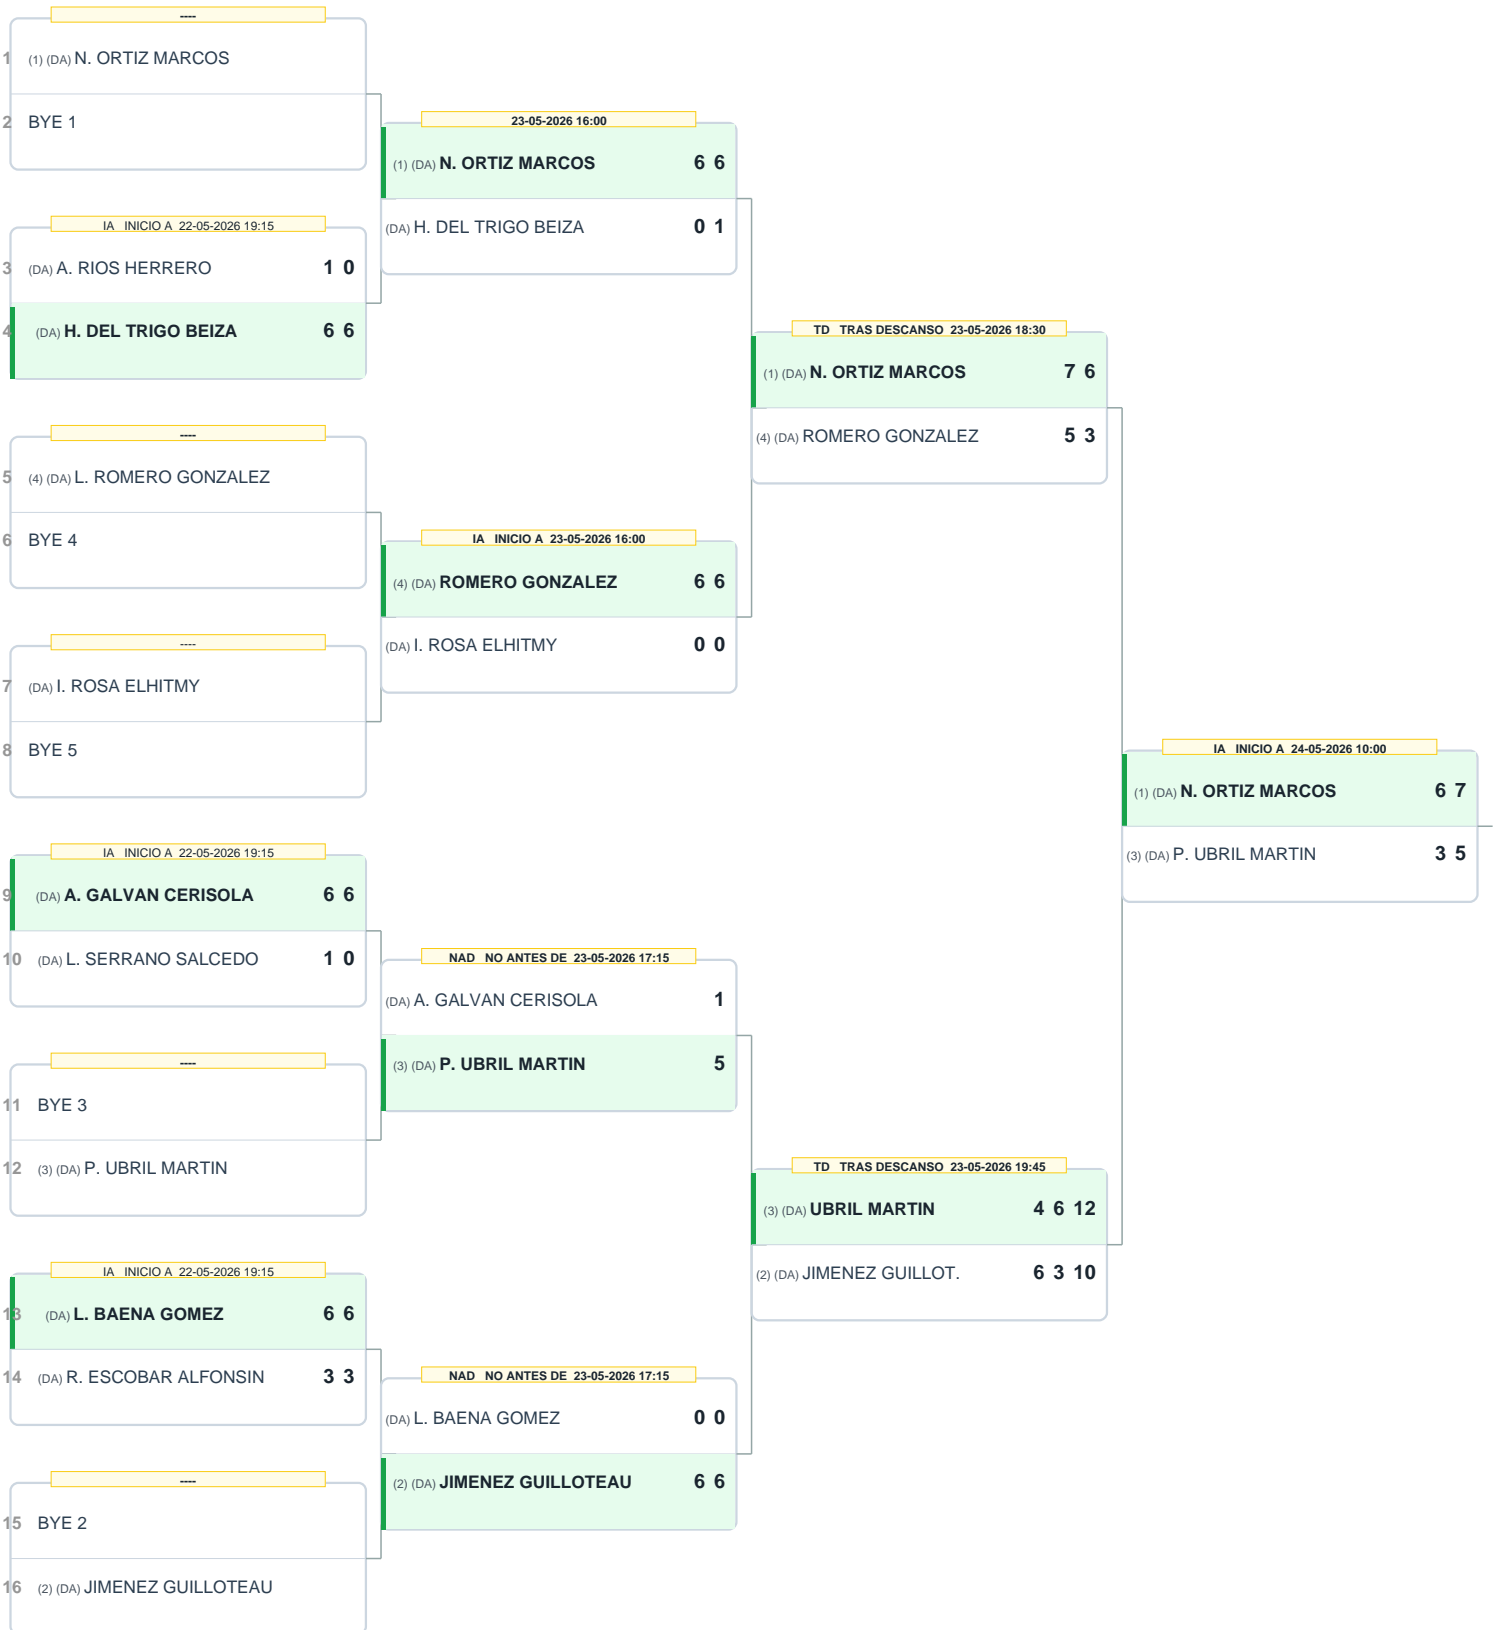 ----
1 (1) (DA) N. ORTIZ MARCOS
2 BYE 1
IA INICIO A 22-05-2026 19:15
3 (DA) A. RIOS HERRERO 1 0
4 (DA) H. DEL TRIGO BEIZA 6 6
----
5 (4) (DA) L. ROMERO GONZALEZ
6 BYE 4
----
7 (DA) I. ROSA ELHITMY
8 BYE 5
IA INICIO A 22-05-2026 19:15
9 (DA) A. GALVAN CERISOLA 6 6
10 (DA) L. SERRANO SALCEDO 1 0
----
11 BYE 3
12 (3) (DA) P. UBRIL MARTIN
IA INICIO A 22-05-2026 19:15
13 (DA) L. BAENA GOMEZ 6 6
14 (DA) R. ESCOBAR ALFONSIN 3 3
----
15 BYE 2
16 (2) (DA) JIMENEZ GUILLOTEAU
23-05-2026 16:00
(1) (DA) N. ORTIZ MARCOS 6 6
(DA) H. DEL TRIGO BEIZA 0 1
IA INICIO A 23-05-2026 16:00
(4) (DA) ROMERO GONZALEZ 6 6
(DA) I. ROSA ELHITMY 0 0
NAD NO ANTES DE 23-05-2026 17:15
(DA) A. GALVAN CERISOLA 1
(3) (DA) P. UBRIL MARTIN 5
NAD NO ANTES DE 23-05-2026 17:15
(DA) L. BAENA GOMEZ 0 0
(2) (DA) JIMENEZ GUILLOTEAU 6 6
TD TRAS DESCANSO 23-05-2026 18:30
(1) (DA) N. ORTIZ MARCOS 7 6
(4) (DA) ROMERO GONZALEZ 5 3
TD TRAS DESCANSO 23-05-2026 19:45
(3) (DA) UBRIL MARTIN 4 6 12
(2) (DA) JIMENEZ GUILLOT. 6 3 10
IA INICIO A 24-05-2026 10:00
(1) (DA) N. ORTIZ MARCOS 6 7
(3) (DA) P. UBRIL MARTIN 3 5